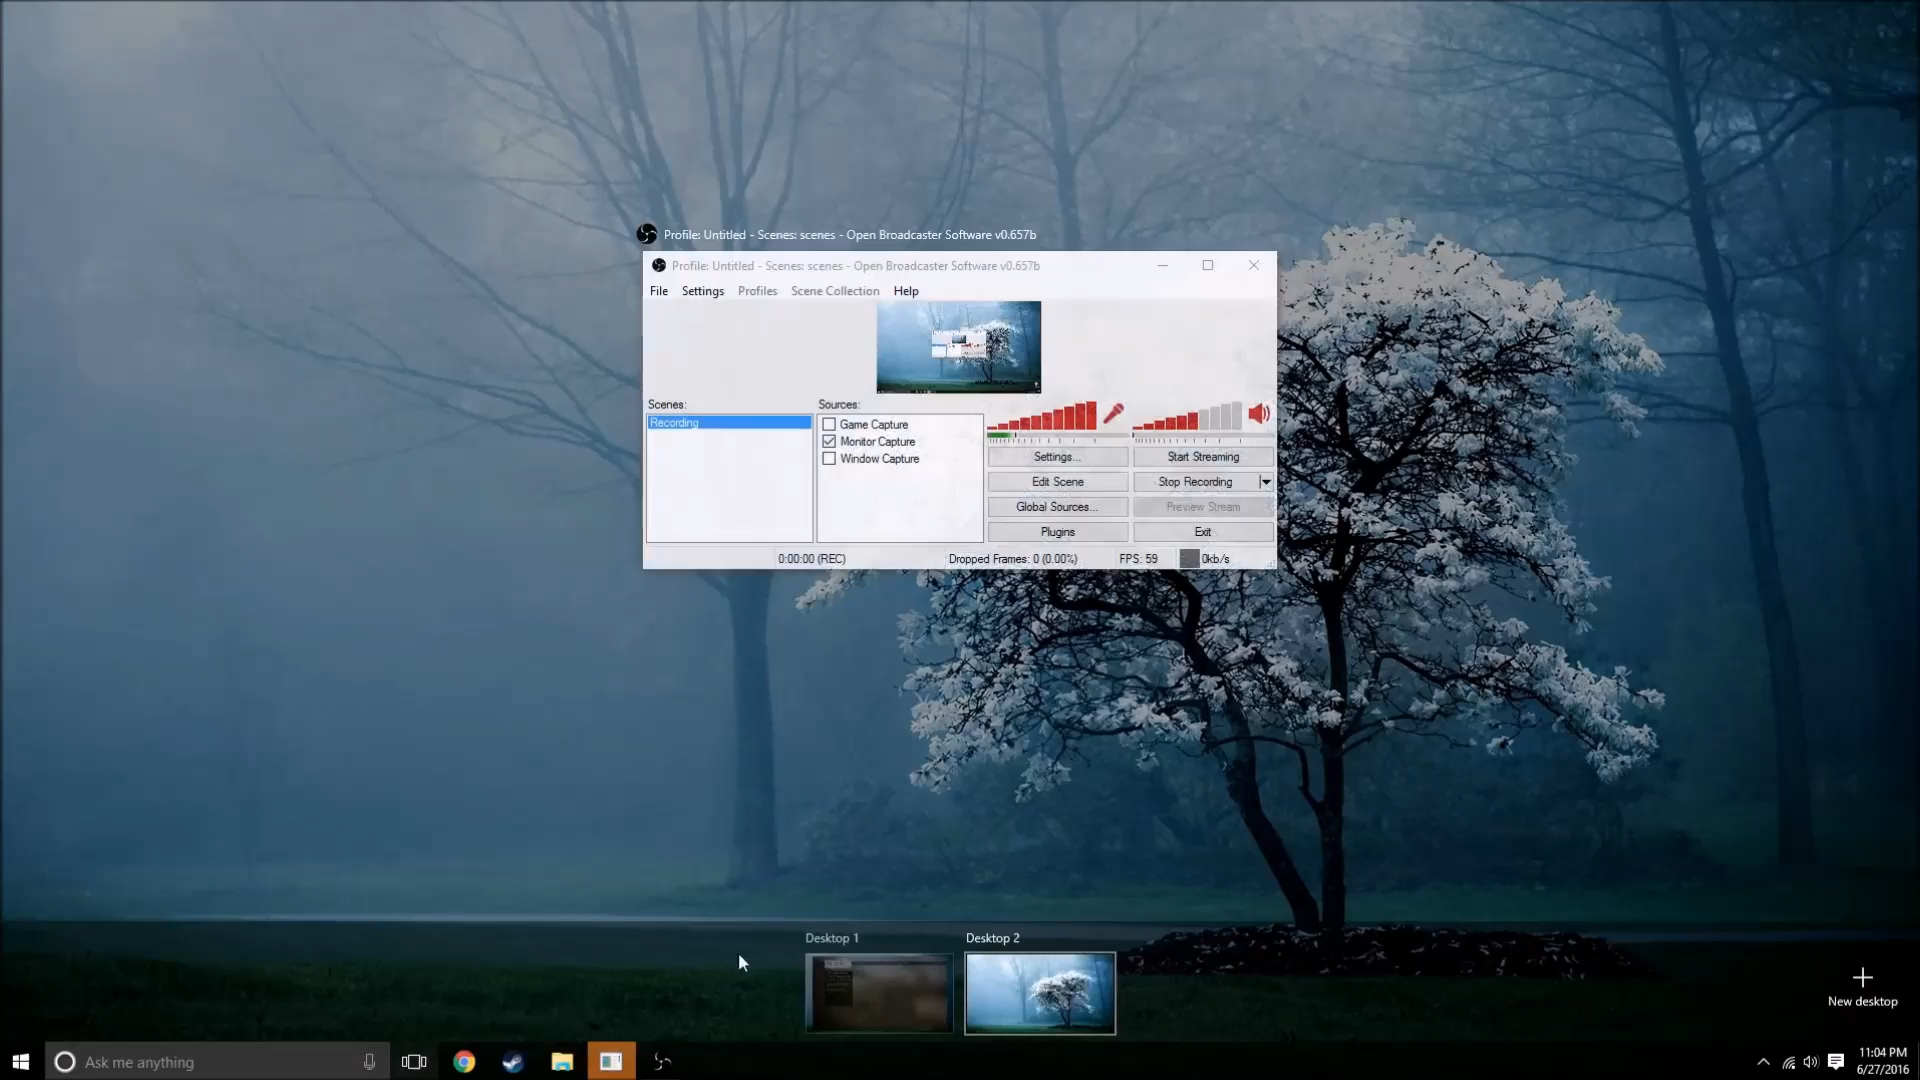 Profile: Untitled - Scenes: scenes - Open Broadcaster Software v0.657b
Profile: Untitled - Scenes: scenes - Open Broadcaster Software v0.657b
File Settings Profiles Scene Collection Help
Scenes:
Sources:
Recording
Game Capture
Monitor Capture
Window Capture
Settings...
Start Streaming
Edit Scene
Stop Recording
Global Sources...
Preview Stream
Plugins
Exit
0:00:00 (REC)
Dropped Frames: 0 (0.00%)
FPS: 59
0kb/s
Desktop 1
Desktop 2
New desktop
Ask me anything
11:04 PM
6/27/2016